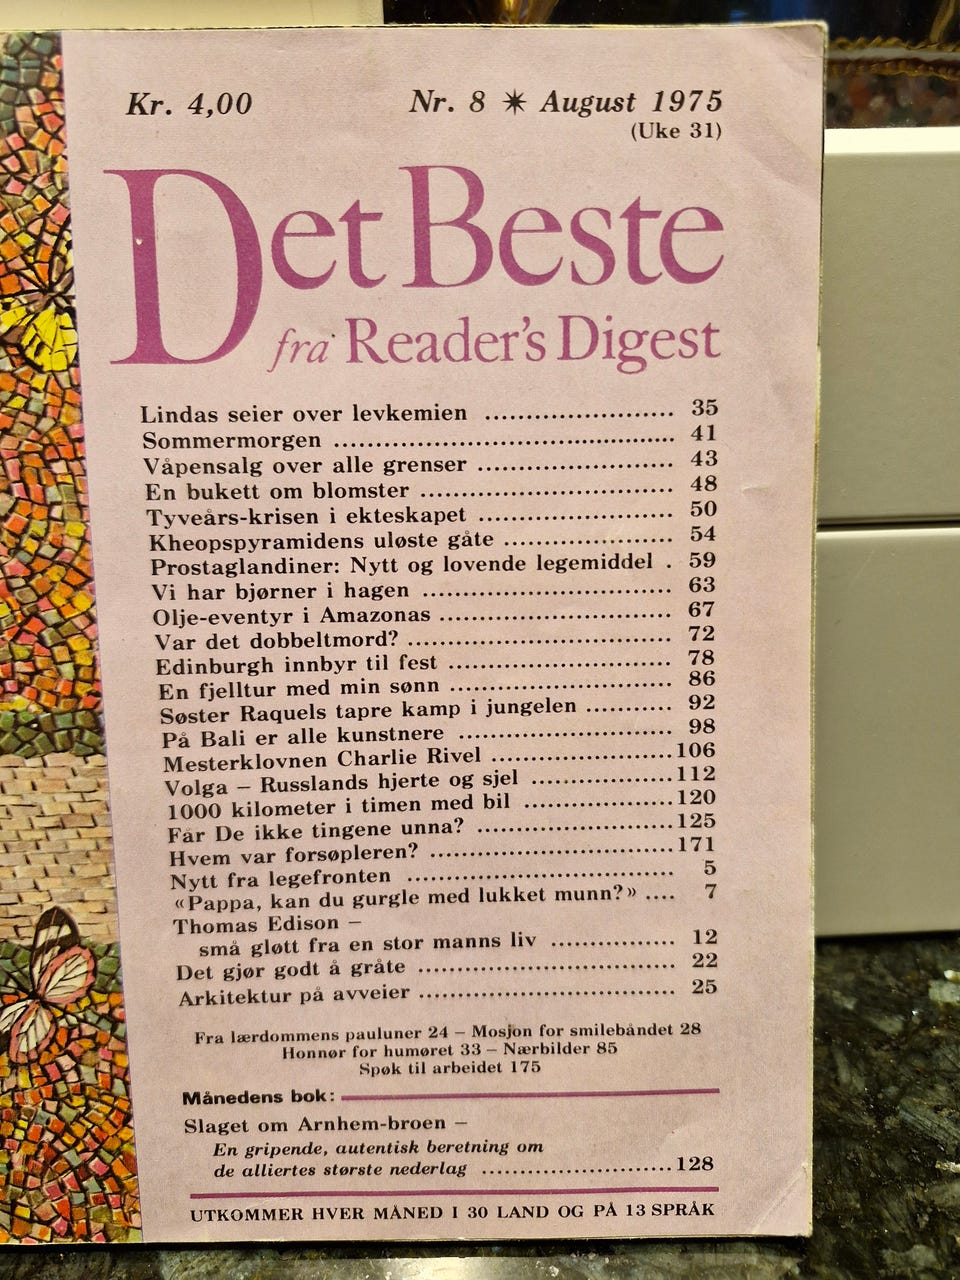 Kr. 4,00
Nr. 8 ✷ August 1975
(Uke 31)
Det Beste
fra Reader's Digest
Lindas seier over levkemien ........................ 35
Sommermorgen ........................................... 41
Våpensalg over alle grenser ......................... 43
En bukett om blomster ................................ 48
Tyveårs-krisen i ekteskapet ......................... 50
Kheopspyramidens uløste gåte ..................... 54
Prostaglandiner: Nytt og lovende legemiddel . 59
Vi har bjørner i hagen ................................. 63
Olje-eventyr i Amazonas .............................. 67
Var det dobbeltmord? .................................. 72
Edinburgh innbyr til fest ............................. 78
En fjelltur med min sønn ............................. 86
Søster Raquels tapre kamp i jungelen ........... 92
På Bali er alle kunstnere ............................ 98
Mesterklovnen Charlie Rivel ....................... 106
Volga – Russlands hjerte og sjel .................. 112
1000 kilometer i timen med bil ................... 120
Får De ikke tingene unna? ......................... 125
Hvem var forsøpleren? ............................... 171
Nytt fra legefronten ................................... 5
«Pappa, kan du gurgle med lukket munn?» .... 7
Thomas Edison –
små gløtt fra en stor manns liv ................ 12
Det gjør godt å gråte ................................. 22
Arkitektur på avveier ................................. 25
Fra lærdommens pauluner 24 – Mosjon for smilebåndet 28
Honnør for humøret 33 – Nærbilder 85
Spøk til arbeidet 175
Månedens bok:
Slaget om Arnhem-broen –
En gripende, autentisk beretning om
de alliertes største nederlag ........................ 128
UTKOMMER HVER MÅNED I 30 LAND OG PÅ 13 SPRÅK